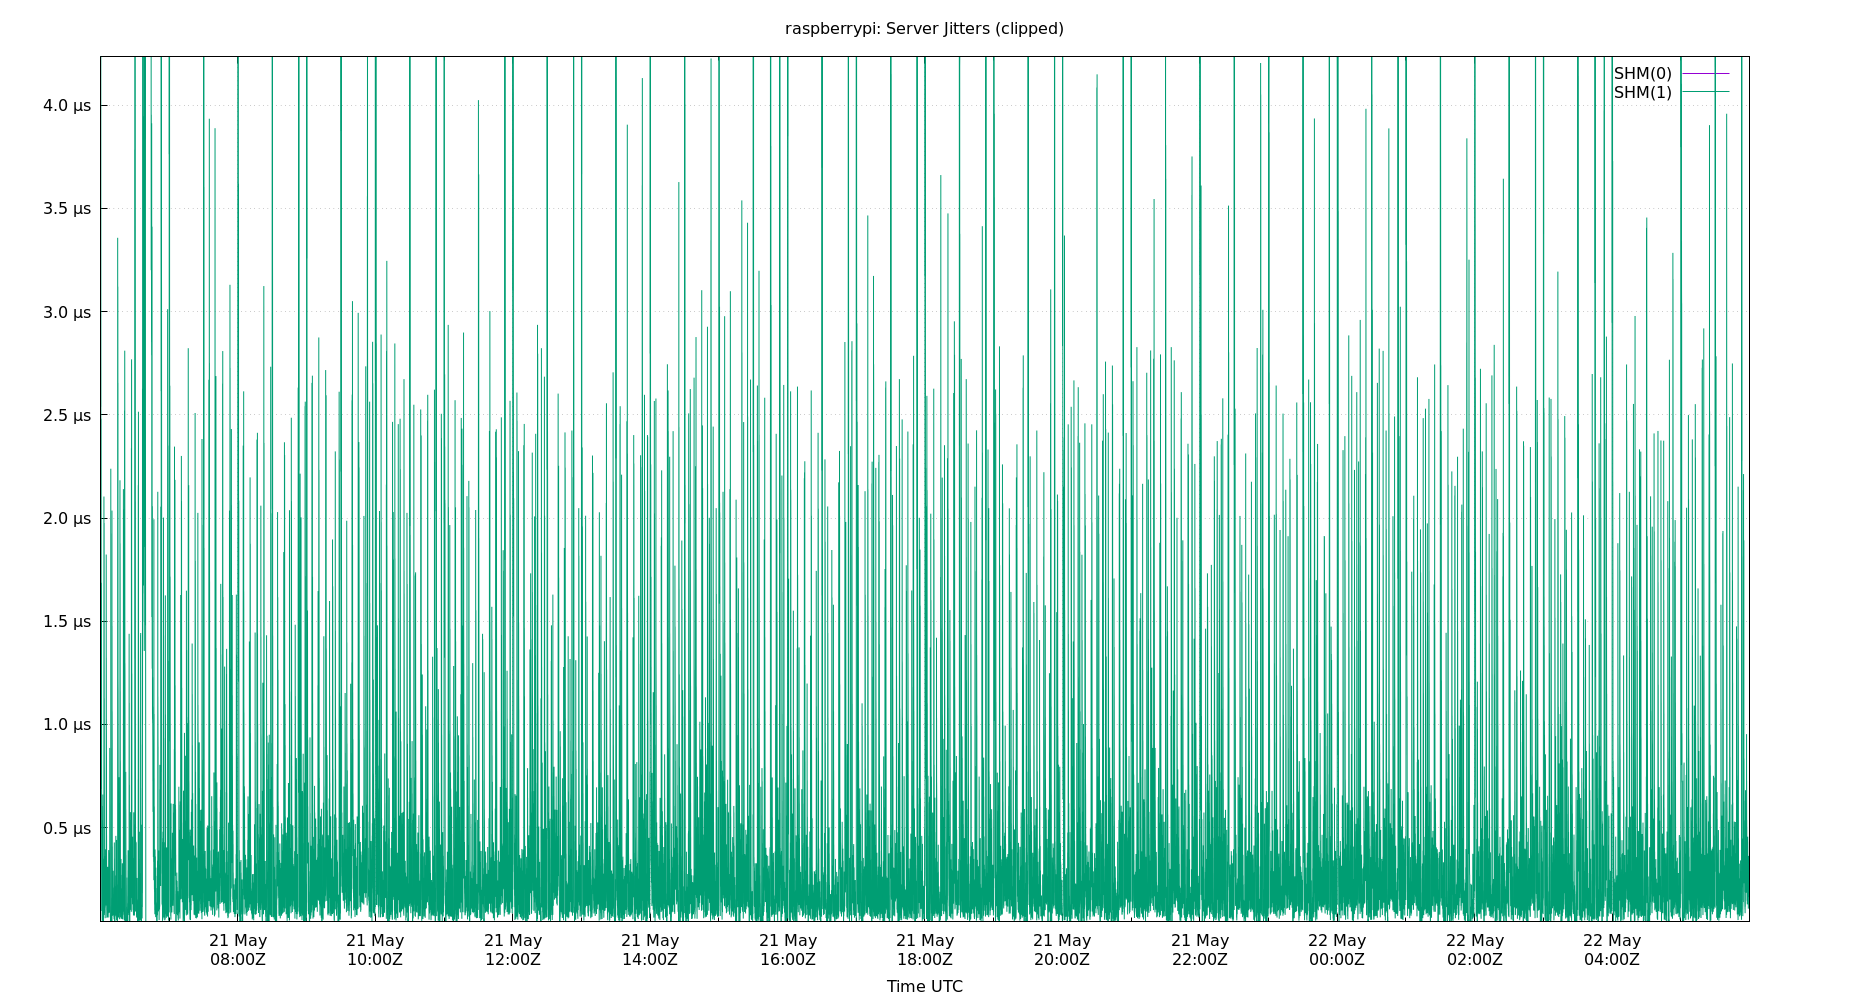 raspberrypi: Server Jitters (clipped)
SHM(0)
SHM(1)
4.0 µs
3.5 µs
3.0 µs
2.5 µs
2.0 µs
1.5 µs
1.0 µs
0.5 µs
21 May 21 May 21 May 21 May 21 May 21 May 21 May 21 May 22 May 22 May 22 May
08:00Z 10:00Z 12:00Z 14:00Z 16:00Z 18:00Z 20:00Z 22:00Z 00:00Z 02:00Z 04:00Z
Time UTC